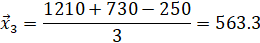 x⃗₃ = (1210 + 730 − 250) / 3 = 563.3